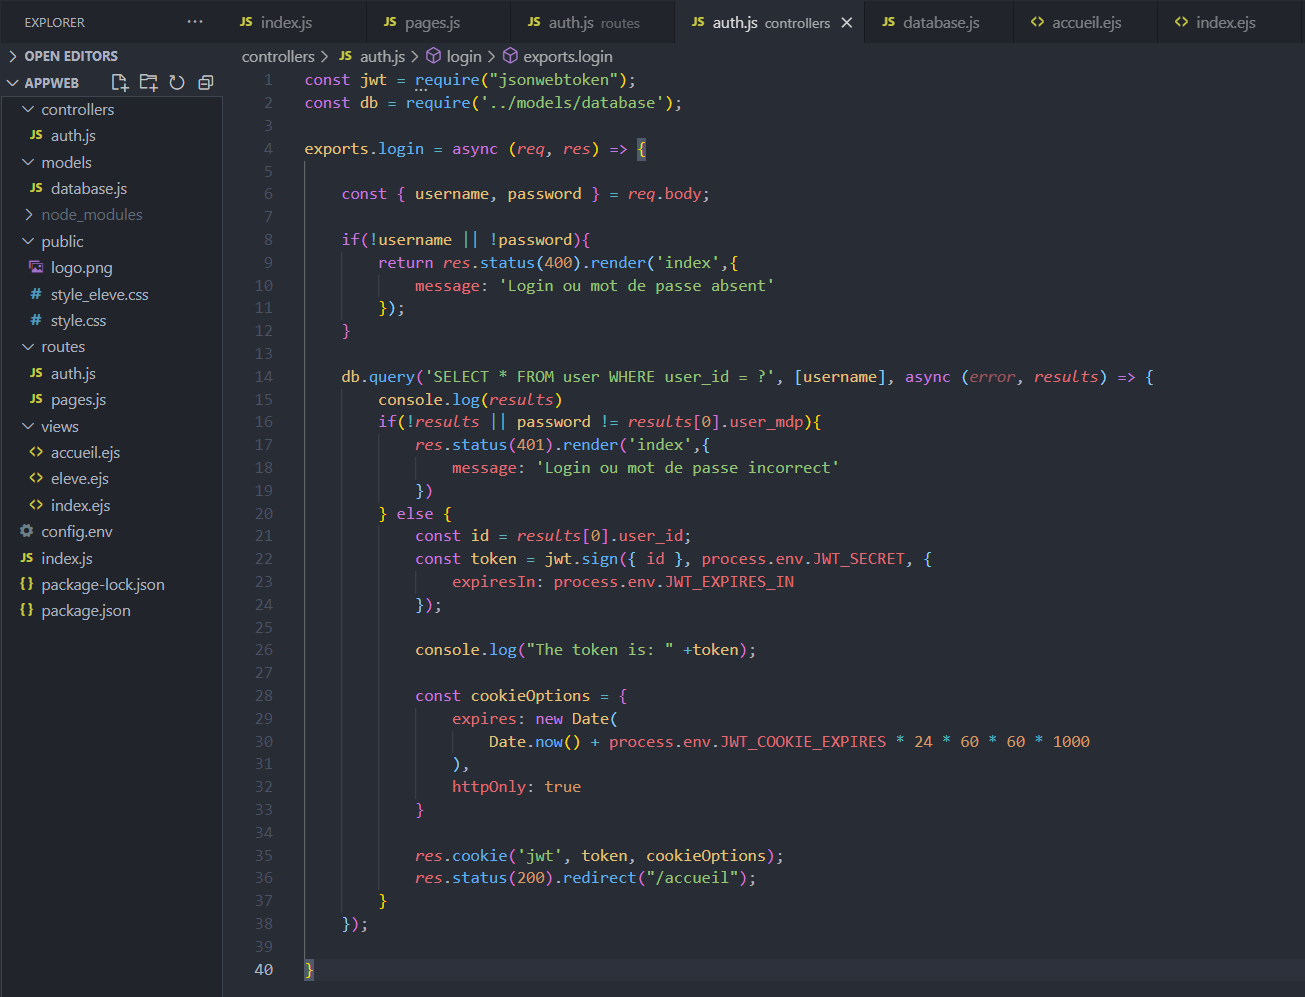 EXPLORER ···
JS index.js
JS pages.js
JS auth.js routes
JS auth.js controllers
JS database.js
<> accueil.ejs
<> index.ejs
OPEN EDITORS
APPWEB
controllers
JS auth.js
models
JS database.js
node_modules
public
logo.png
# style_eleve.css
# style.css
routes
JS auth.js
JS pages.js
views
<> accueil.ejs
<> eleve.ejs
<> index.ejs
config.env
JS index.js
{} package-lock.json
{} package.json
controllers > JS auth.js > login > exports.login
1 const jwt = require("jsonwebtoken");
2 const db = require('../models/database');
3
4 exports.login = async (req, res) => {
5
6 const { username, password } = req.body;
7
8 if(!username || !password){
9 return res.status(400).render('index',{
10 message: 'Login ou mot de passe absent'
11 });
12 }
13
14 db.query('SELECT * FROM user WHERE user_id = ?', [username], async (error, results) => {
15 console.log(results)
16 if(!results || password != results[0].user_mdp){
17 res.status(401).render('index',{
18 message: 'Login ou mot de passe incorrect'
19 })
20 } else {
21 const id = results[0].user_id;
22 const token = jwt.sign({ id }, process.env.JWT_SECRET, {
23 expiresIn: process.env.JWT_EXPIRES_IN
24 });
25
26 console.log("The token is: " +token);
27
28 const cookieOptions = {
29 expires: new Date(
30 Date.now() + process.env.JWT_COOKIE_EXPIRES * 24 * 60 * 60 * 1000
31 ),
32 httpOnly: true
33 }
34
35 res.cookie('jwt', token, cookieOptions);
36 res.status(200).redirect("/accueil");
37 }
38 });
39
40 }